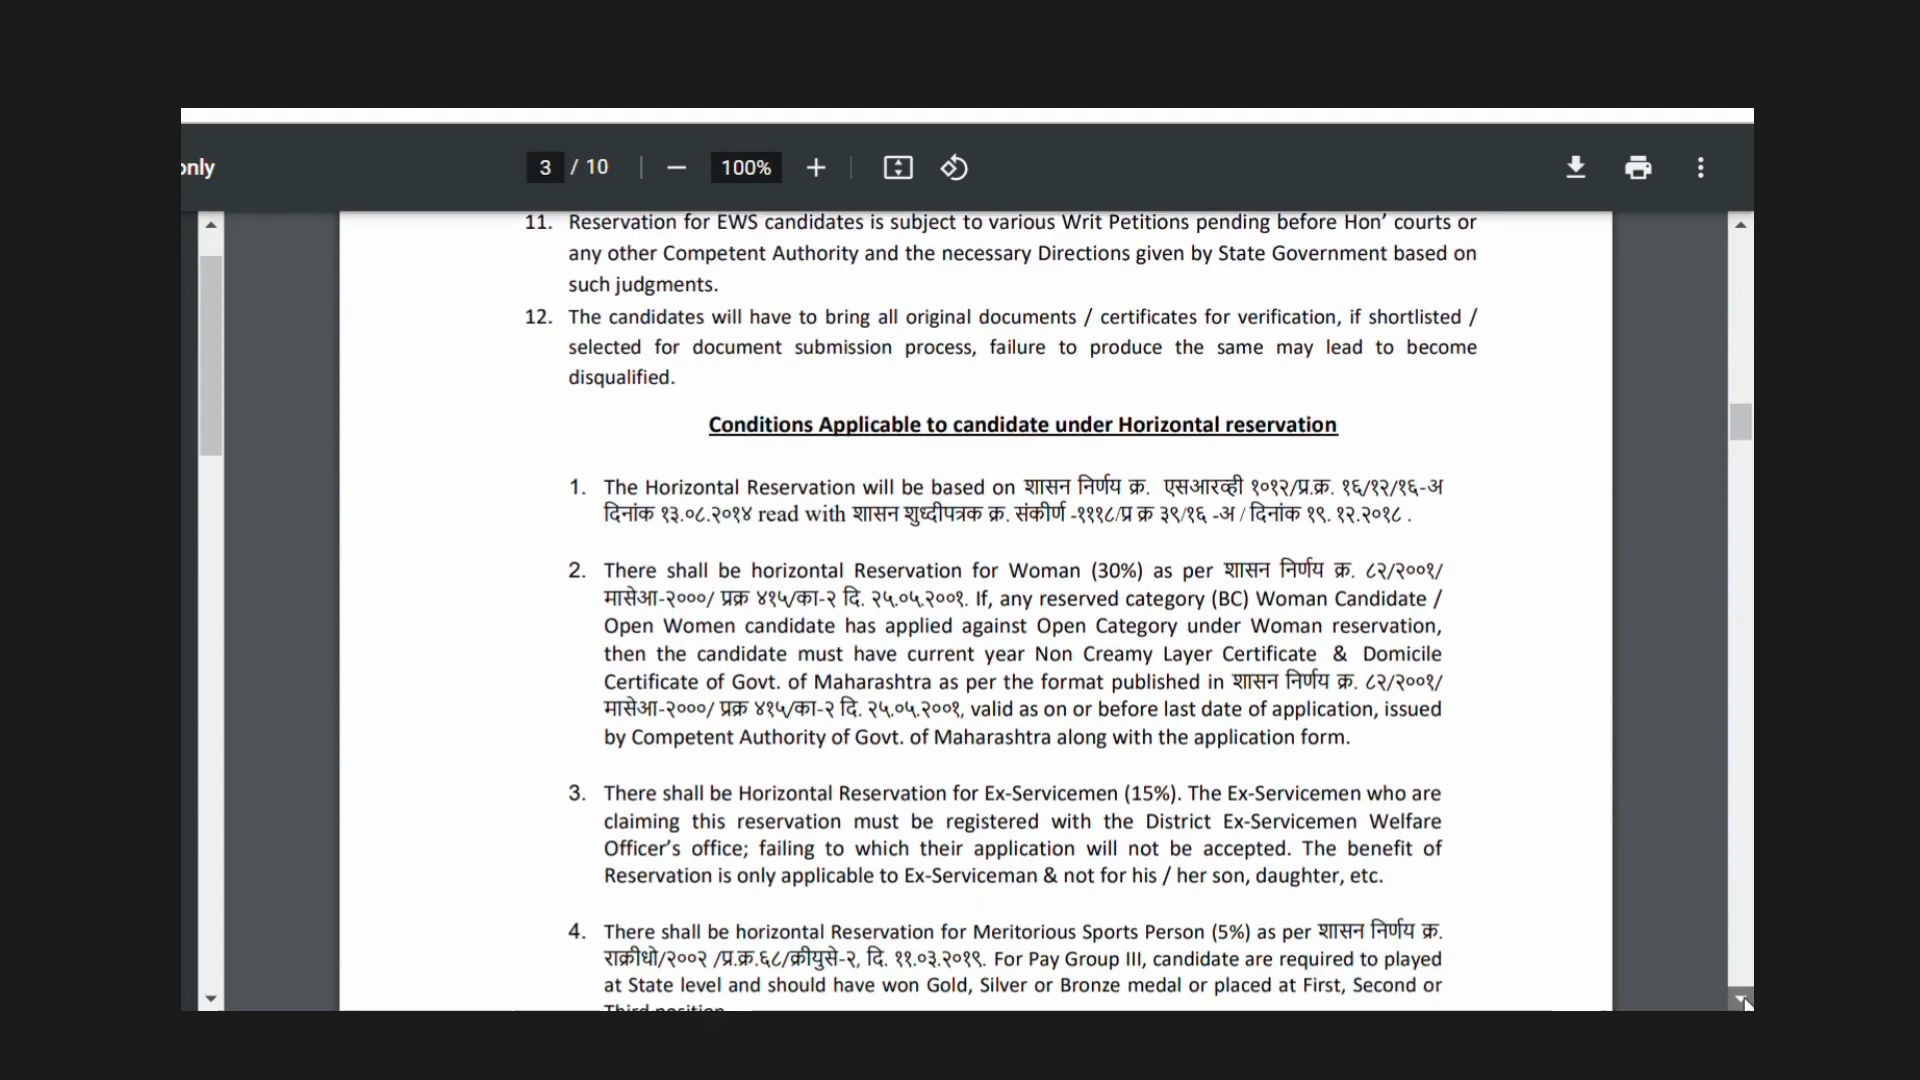 only
3 / 10
100%
11. Reservation for EWS candidates is subject to various Writ Petitions pending before Hon' courts or
any other Competent Authority and the necessary Directions given by State Government based on
such judgments.
12. The candidates will have to bring all original documents / certificates for verification, if shortlisted /
selected for document submission process, failure to produce the same may lead to become
disqualified.
Conditions Applicable to candidate under Horizontal reservation
1. The Horizontal Reservation will be based on शासन निर्णय क्र. एसआरव्ही १०१२/प्र.क्र. १६/१२/१६-अ
दिनांक १३.०८.२०१४ read with शासन शुध्दीपत्रक क्र. संकीर्ण -१११८/प्र क्र ३९/१६ -अ / दिनांक १९. १२.२०१८ .
2. There shall be horizontal Reservation for Woman (30%) as per शासन निर्णय क्र. ८२/२००१/
मासेआ-२०००/ प्रक्र ४१५/का-२ दि. २५.०५.२००१. If, any reserved category (BC) Woman Candidate /
Open Women candidate has applied against Open Category under Woman reservation,
then the candidate must have current year Non Creamy Layer Certificate & Domicile
Certificate of Govt. of Maharashtra as per the format published in शासन निर्णय क्र. ८२/२००१/
मासेआ-२०००/ प्रक्र ४१५/का-२ दि. २५.०५.२००१, valid as on or before last date of application, issued
by Competent Authority of Govt. of Maharashtra along with the application form.
3. There shall be Horizontal Reservation for Ex-Servicemen (15%). The Ex-Servicemen who are
claiming this reservation must be registered with the District Ex-Servicemen Welfare
Officer's office; failing to which their application will not be accepted. The benefit of
Reservation is only applicable to Ex-Serviceman & not for his / her son, daughter, etc.
4. There shall be horizontal Reservation for Meritorious Sports Person (5%) as per शासन निर्णय क्र.
राक्रीधो/२००२ /प्र.क्र.६८/क्रीयुसे-२, दि. ११.०३.२०१९. For Pay Group III, candidate are required to played
at State level and should have won Gold, Silver or Bronze medal or placed at First, Second or
Third position